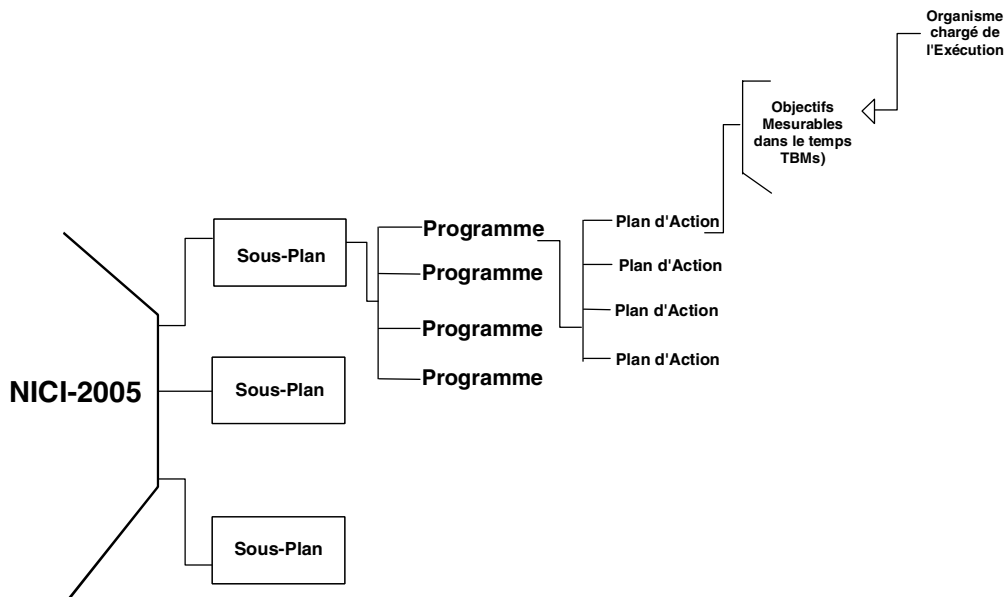 NICI-2005
Sous-Plan
Sous-Plan
Sous-Plan
Programme
Programme
Programme
Programme
Plan d'Action
Plan d'Action
Plan d'Action
Plan d'Action
Objectifs
Mesurables
dans le temps
TBMs)
Organisme
chargé de
l'Exécution